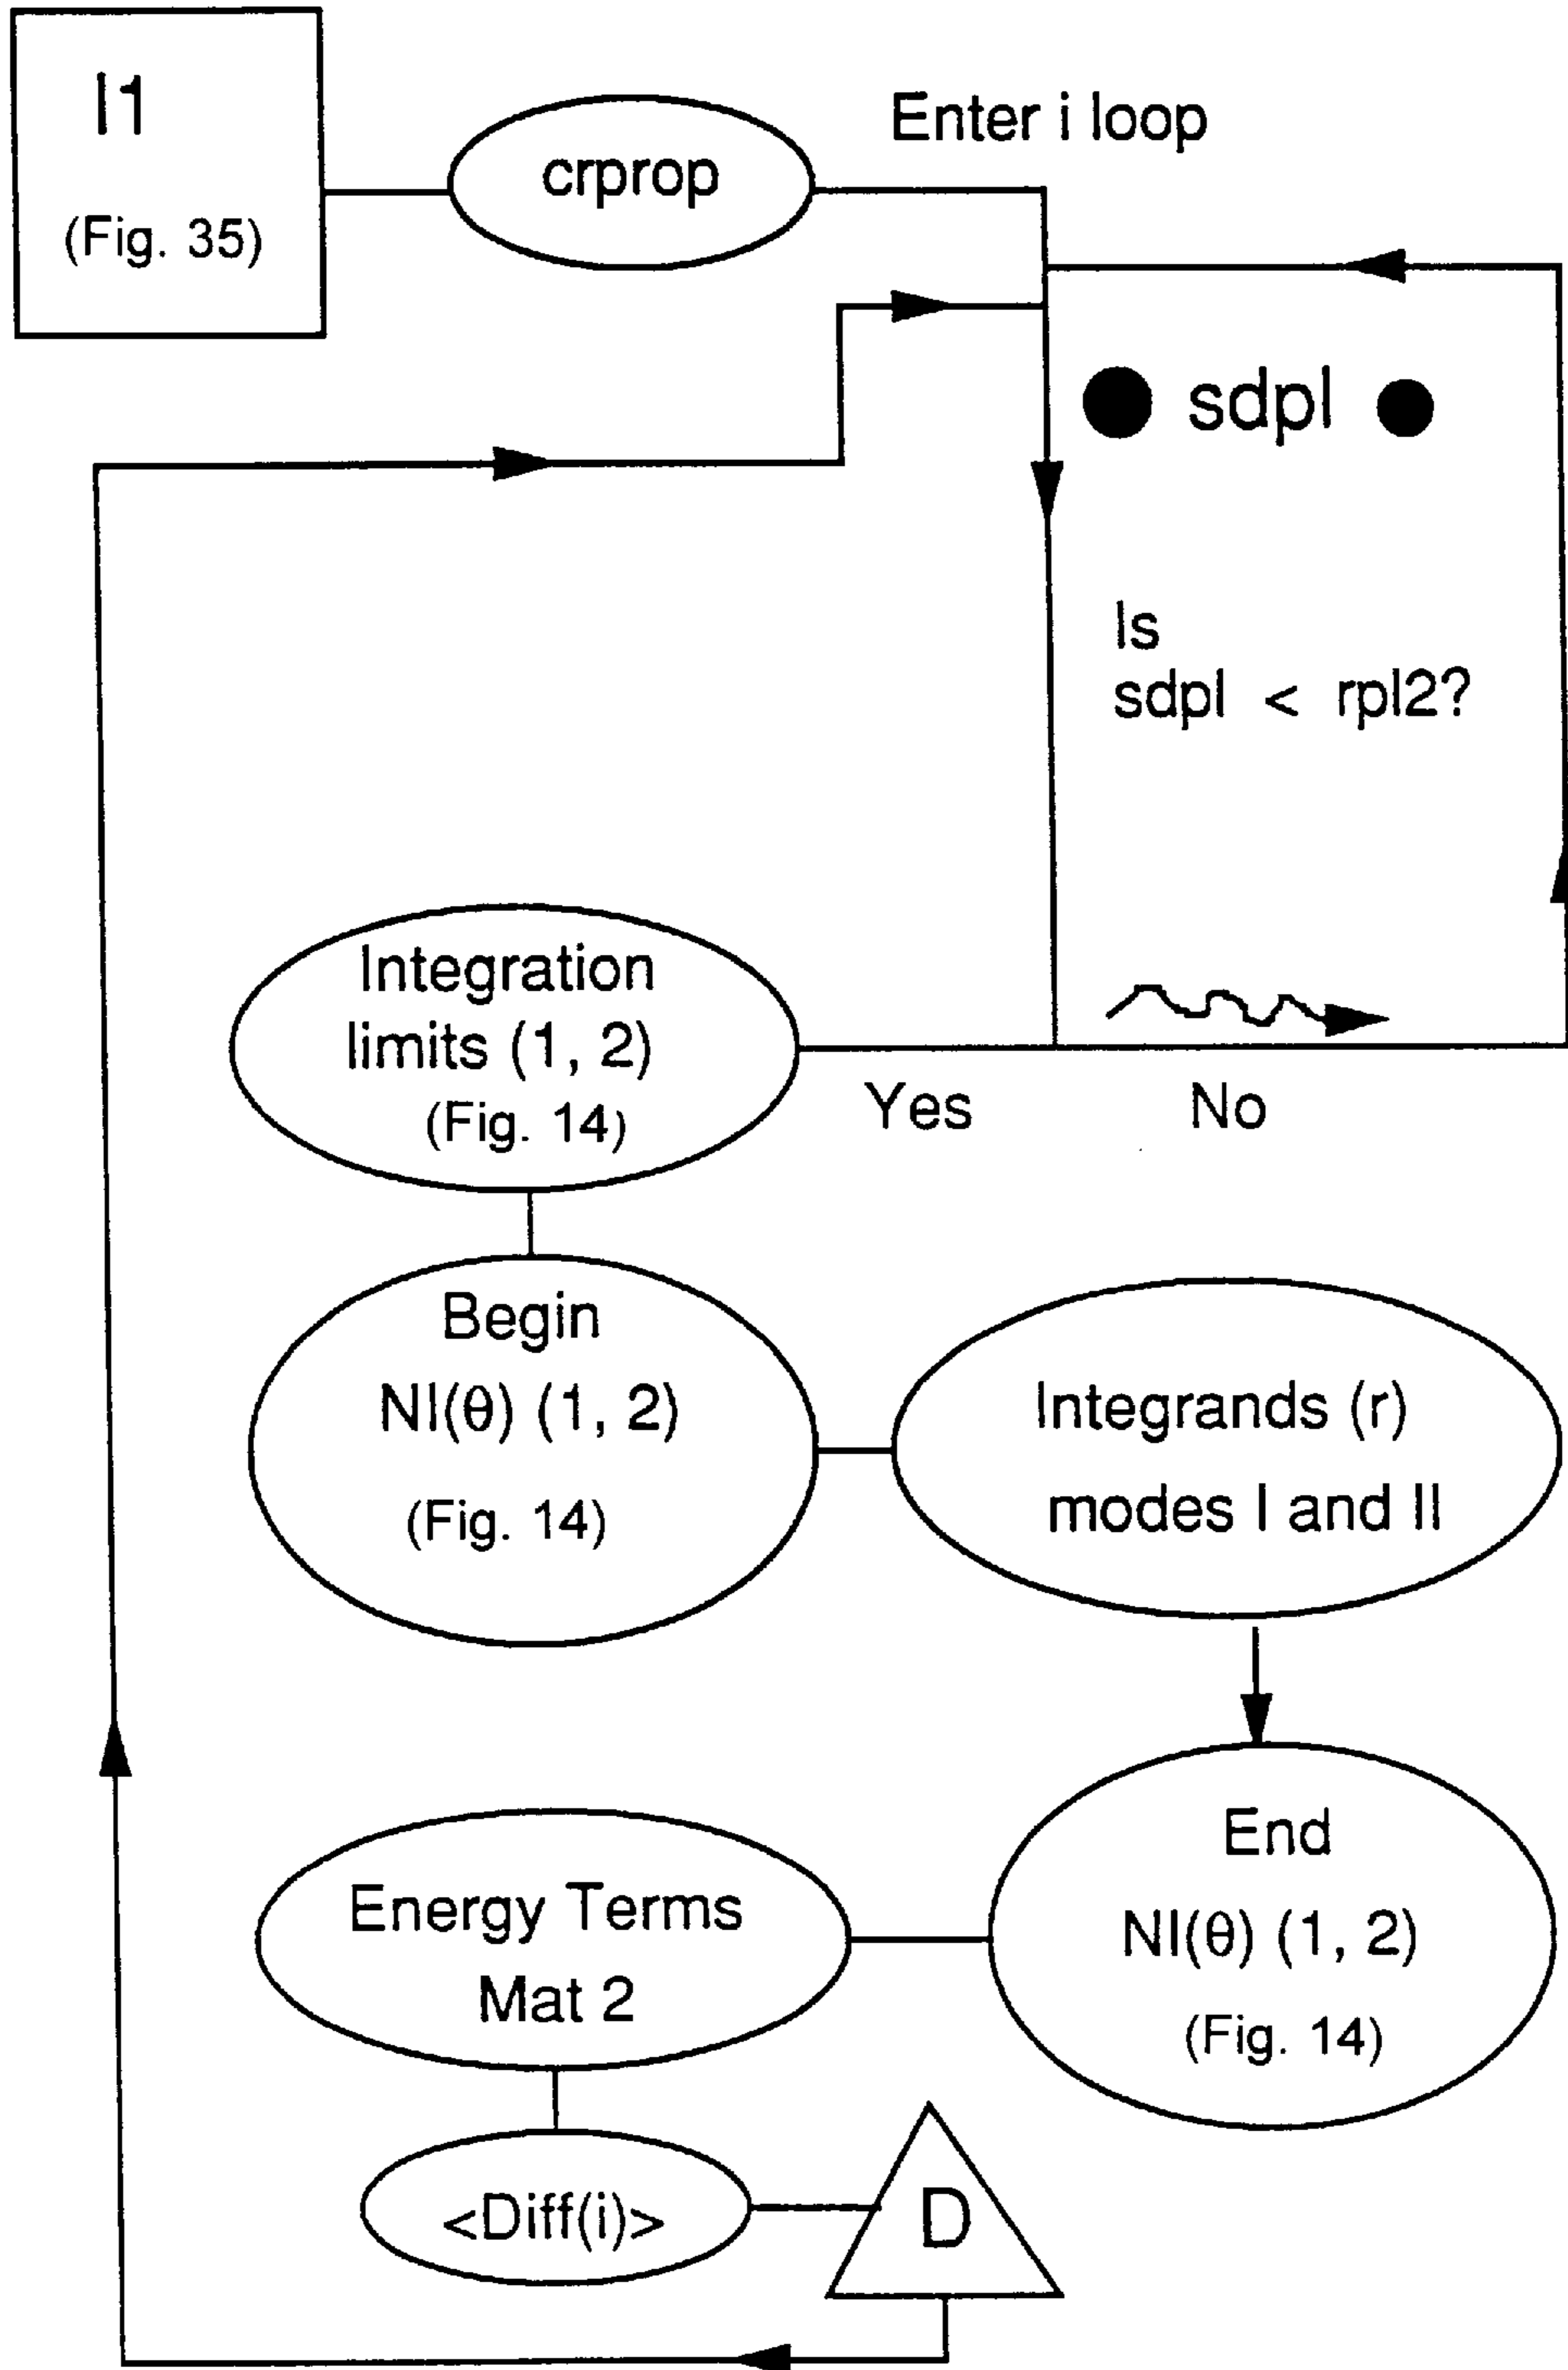 I1
(Fig. 35)
crprop
Enter i loop
sdpl
Is
sdpl < rpl2?
Integration
limits (1, 2)
(Fig. 14)
Yes
No
Begin
NI(θ) (1, 2)
(Fig. 14)
Integrands (r)
modes I and II
End
NI(θ) (1, 2)
(Fig. 14)
Energy Terms
Mat 2
<Diff(i)>
D